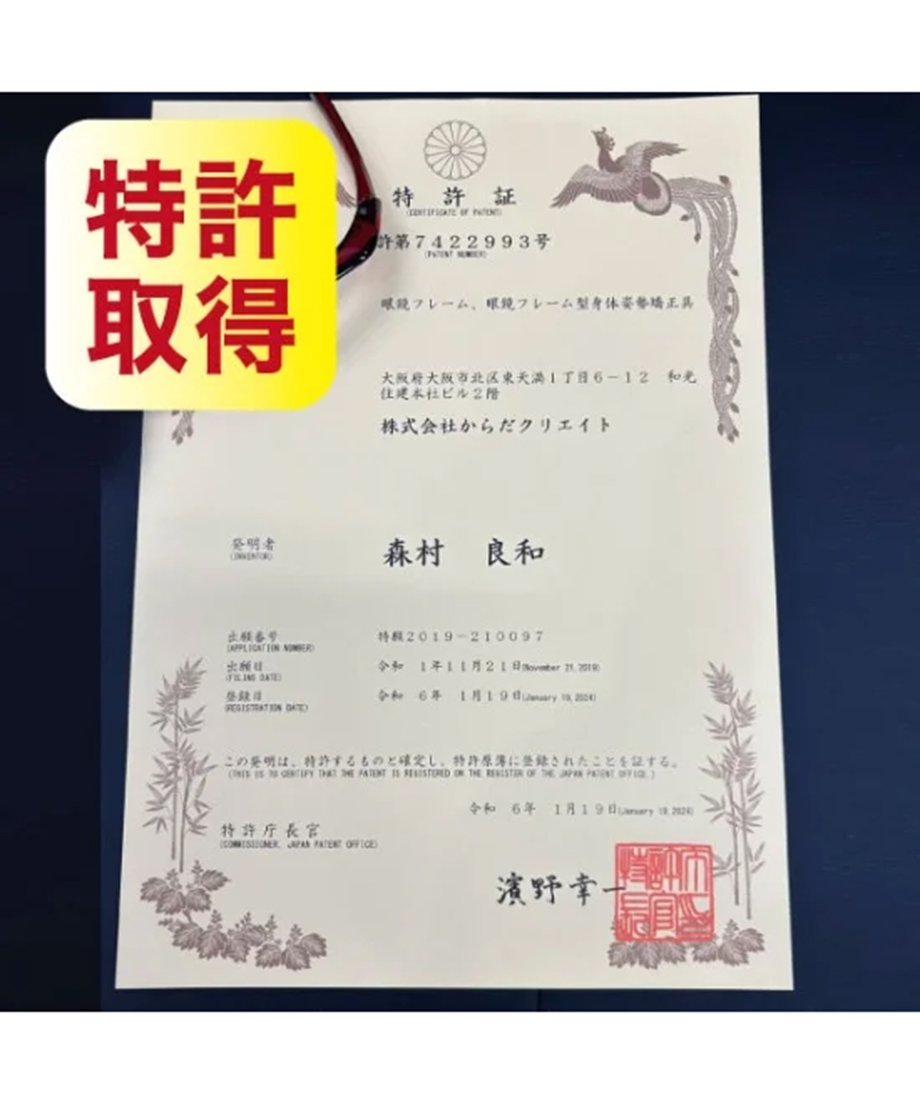 特許
取得
特許証
(CERTIFICATE OF PATENT)
許第7422993号
(PATENT NUMBER)
眼鏡フレーム、眼鏡フレーム型身体姿勢矯正具
大阪府大阪市北区東天満1丁目6-12 和光
住建本社ビル2階
株式会社からだクリエイト
発明者
(INVENTOR)
森村 良和
出願番号
(APPLICATION NUMBER)
特願2019-210097
出願日
(FILING DATE)
令和 1年11月21日(November 21,2019)
登録日
(REGISTRATION DATE)
令和 6年 1月19日(January 19,2024)
この発明は、特許するものと確定し、特許原簿に登録されたことを証する。
(THIS IS TO CERTIFY THAT THE PATENT IS REGISTERED ON THE REGISTER OF THE JAPAN PATENT OFFICE.)
令和 6年 1月19日(January 19,2024)
特許庁長官
(COMMISSIONER, JAPAN PATENT OFFICE)
濱野幸一